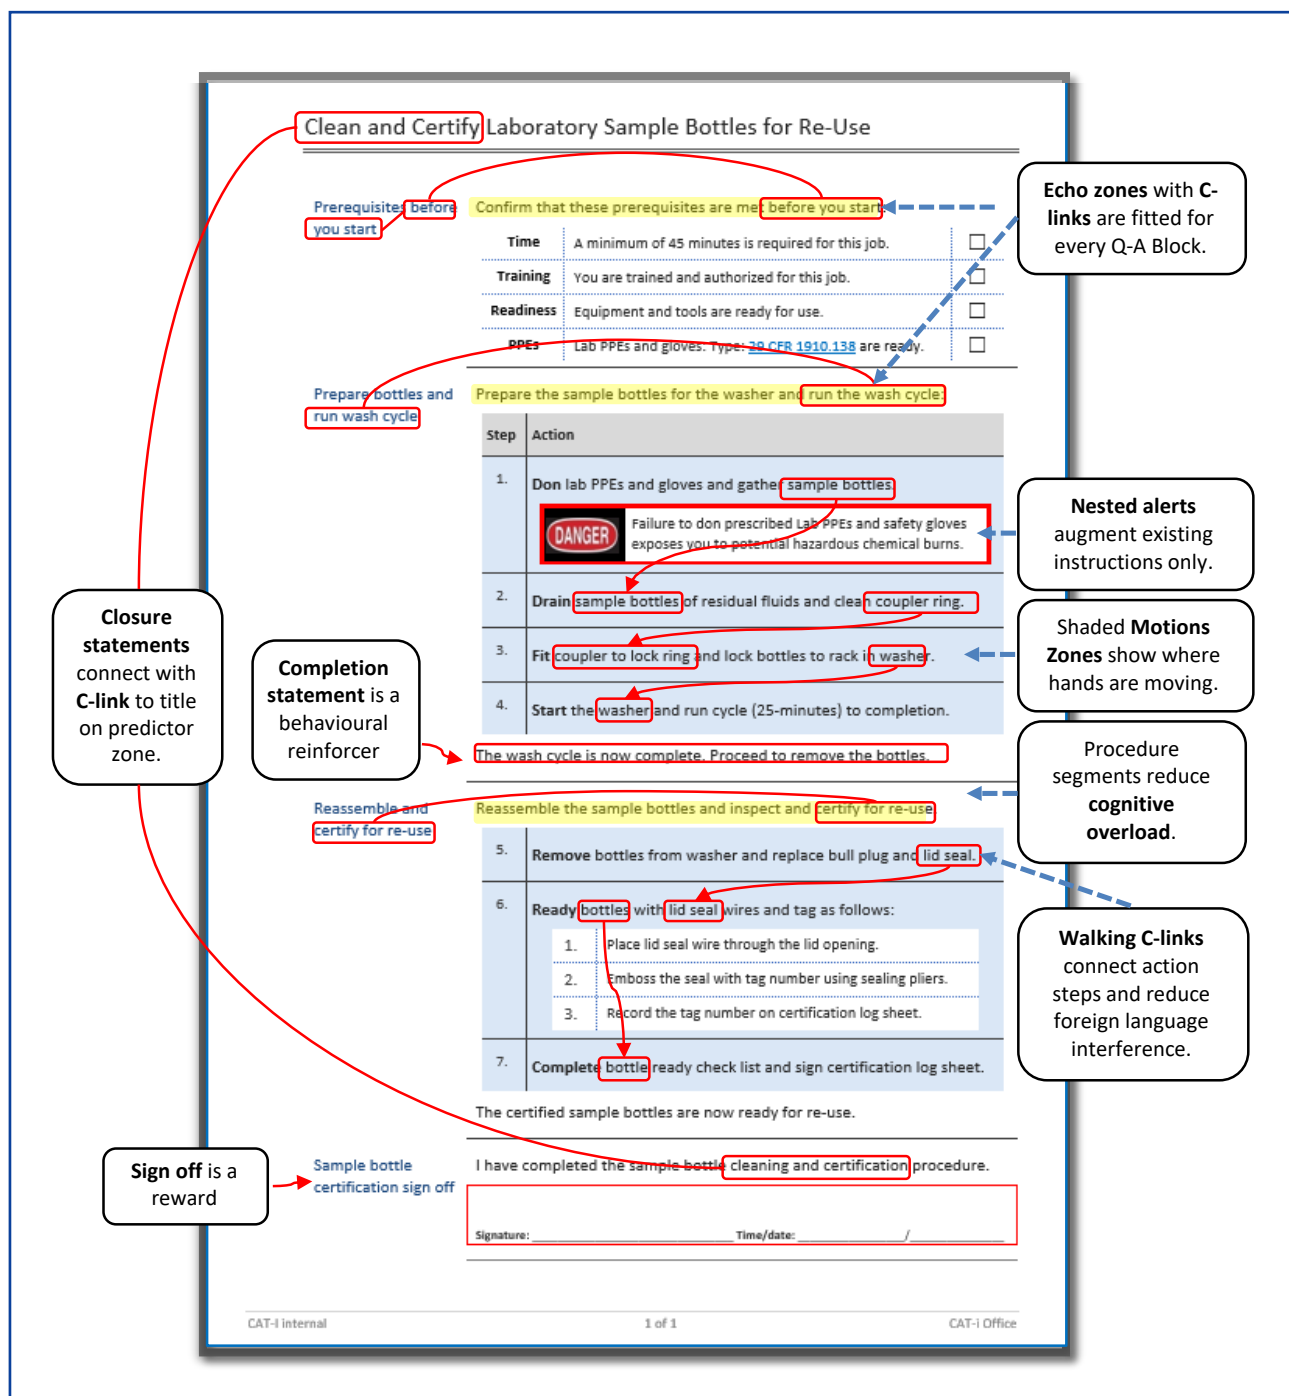 Clean and Certify Laboratory Sample Bottles for Re-Use
Prerequisites before
you start
Confirm that these prerequisites are met before you start.
Time
A minimum of 45 minutes is required for this job.
Training
You are trained and authorized for this job.
Readiness
Equipment and tools are ready for use.
PPEs
Lab PPEs and gloves. Type: 29 CFR 1910.138 are ready.
Echo zones with C-
links are fitted for
every Q-A Block.
Prepare bottles and
run wash cycle
Prepare the sample bottles for the washer and run the wash cycle:
Step
Action
1.
Don lab PPEs and gloves and gather sample bottles.
DANGER
Failure to don prescribed Lab PPEs and safety gloves
exposes you to potential hazardous chemical burns.
Nested alerts
augment existing
instructions only.
2.
Drain sample bottles of residual fluids and clean coupler ring.
3.
Fit coupler to lock ring and lock bottles to rack in washer.
Shaded Motions
Zones show where
hands are moving.
4.
Start the washer and run cycle (25-minutes) to completion.
Closure
statements
connect with
C-link to title
on predictor
zone.
Completion
statement is a
behavioural
reinforcer
The wash cycle is now complete. Proceed to remove the bottles.
Procedure
segments reduce
cognitive
overload.
Reassemble and
certify for re-use
Reassemble the sample bottles and inspect and certify for re-use
5.
Remove bottles from washer and replace bull plug and lid seal.
6.
Ready bottles with lid seal wires and tag as follows:
1.
Place lid seal wire through the lid opening.
2.
Emboss the seal with tag number using sealing pliers.
3.
Record the tag number on certification log sheet.
Walking C-links
connect action
steps and reduce
foreign language
interference.
7.
Complete bottle ready check list and sign certification log sheet.
The certified sample bottles are now ready for re-use.
Sign off is a
reward
Sample bottle
certification sign off
I have completed the sample bottle cleaning and certification procedure.
Signature: ____________________ Time/date: ____________/____________
CAT-I internal
1 of 1
CAT-i Office